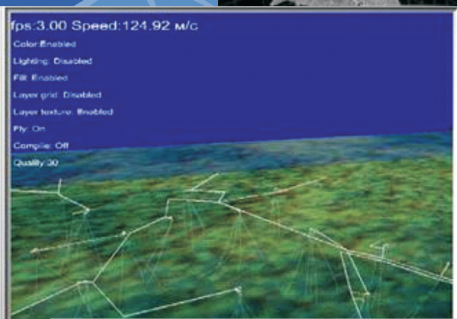 fps:3.00 Speed:124.92 м/с
Color:Enabled
Lighting: Disabled
Fill: Enabled
Layer grid: Disabled
Layer texture: Enabled
Fly: On
Compile: Off
Quality:30